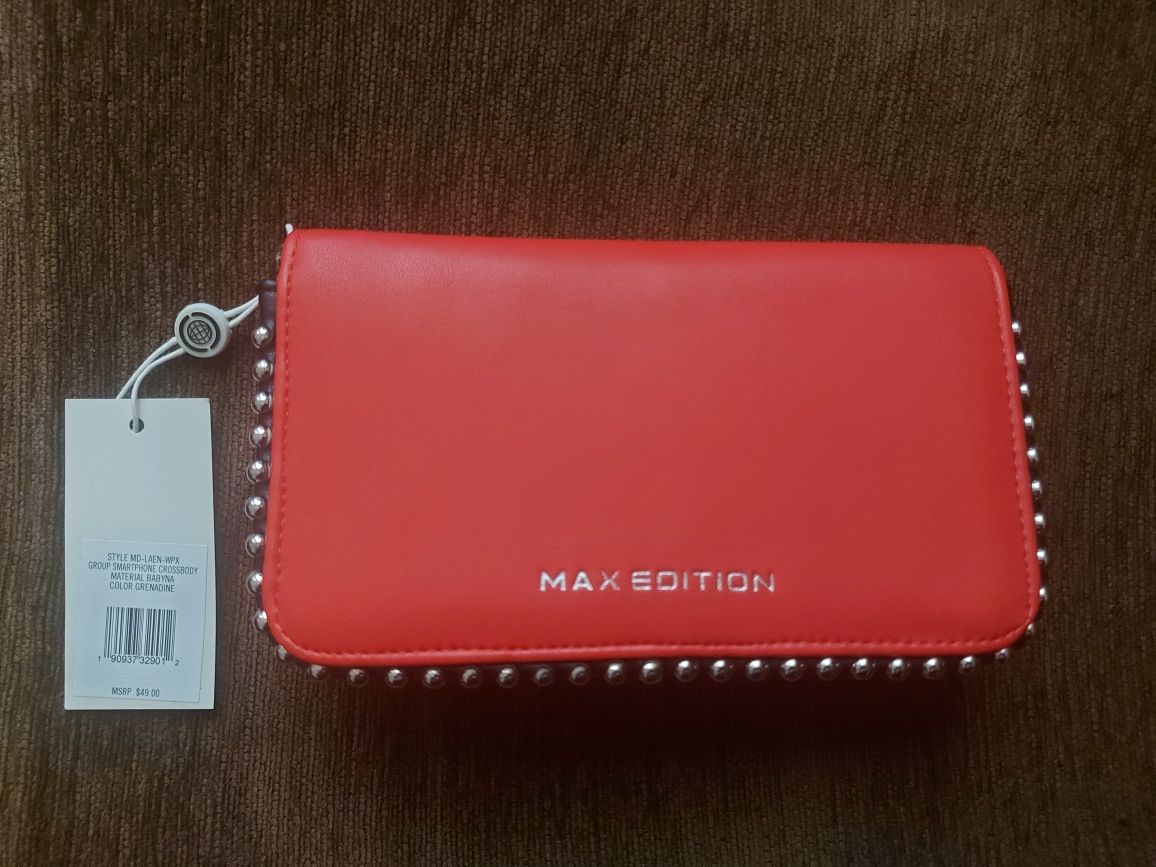 MAX EDITION
STYLE MD-LAEN-WPX
GROUP SMARTPHONE CROSSBODY
MATERIAL BABYNA
COLOR GRENADINE
1 90937 32901 2
MSRP $49.00